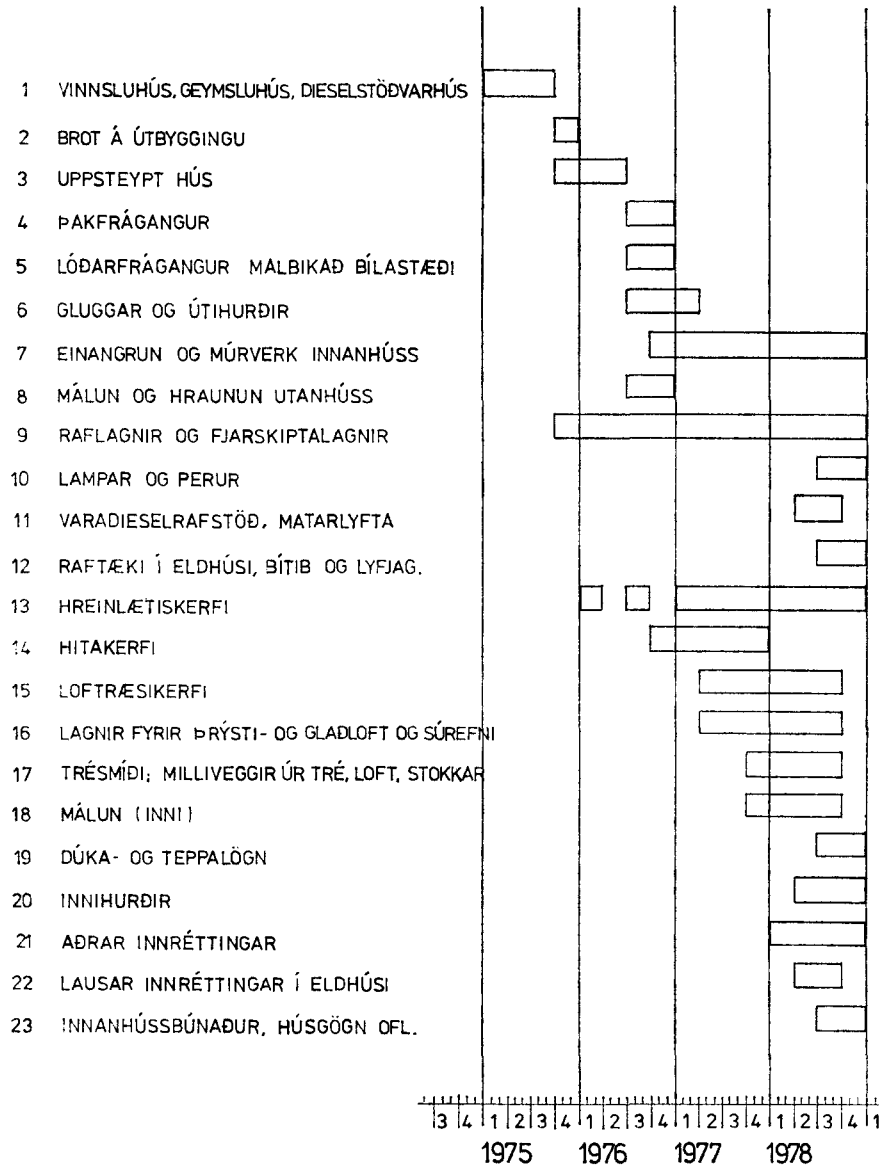 1 VINNSLUHÚS, GEYMSLUHÚS, DIESELSTÖÐVARHÚS
2 BROT Á ÚTBYGGINGU
3 UPPSTEYPT HÚS
4 ÞAKFRÁGANGUR
5 LÓÐARFRÁGANGUR MALBIKAÐ BÍLASTÆÐI
6 GLUGGAR OG ÚTIHURÐIR
7 EINANGRUN OG MÚRVERK INNANHÚSS
8 MÁLUN OG HRAUNUN UTANHÚSS
9 RAFLAGNIR OG FJARSKIPTALAGNIR
10 LAMPAR OG PERUR
11 VARADIESELRAFSTÖÐ, MATARLYFTA
12 RAFTÆKI Í ELDHÚSI, BÍTIB OG LYFJAG.
13 HREINLÆTISKERFI
14 HITAKERFI
15 LOFTRÆSIKERFI
16 LAGNIR FYRIR ÞRÝSTI- OG GLAÐLOFT OG SÚREFNI
17 TRÉSMÍÐI; MILLIVEGGIR ÚR TRÉ, LOFT, STOKKAR
18 MÁLUN (INNI)
19 DÚKA- OG TEPPALÖGN
20 INNIHURÐIR
21 AÐRAR INNRÉTTINGAR
22 LAUSAR INNRÉTTINGAR Í ELDHÚSI
23 INNANHÚSSBÚNAÐUR, HÚSGÖGN OFL.
3 4 1 2 3 4 1 2 3 4 1 2 3 4 1 2 3 4 1
1975 1976 1977 1978